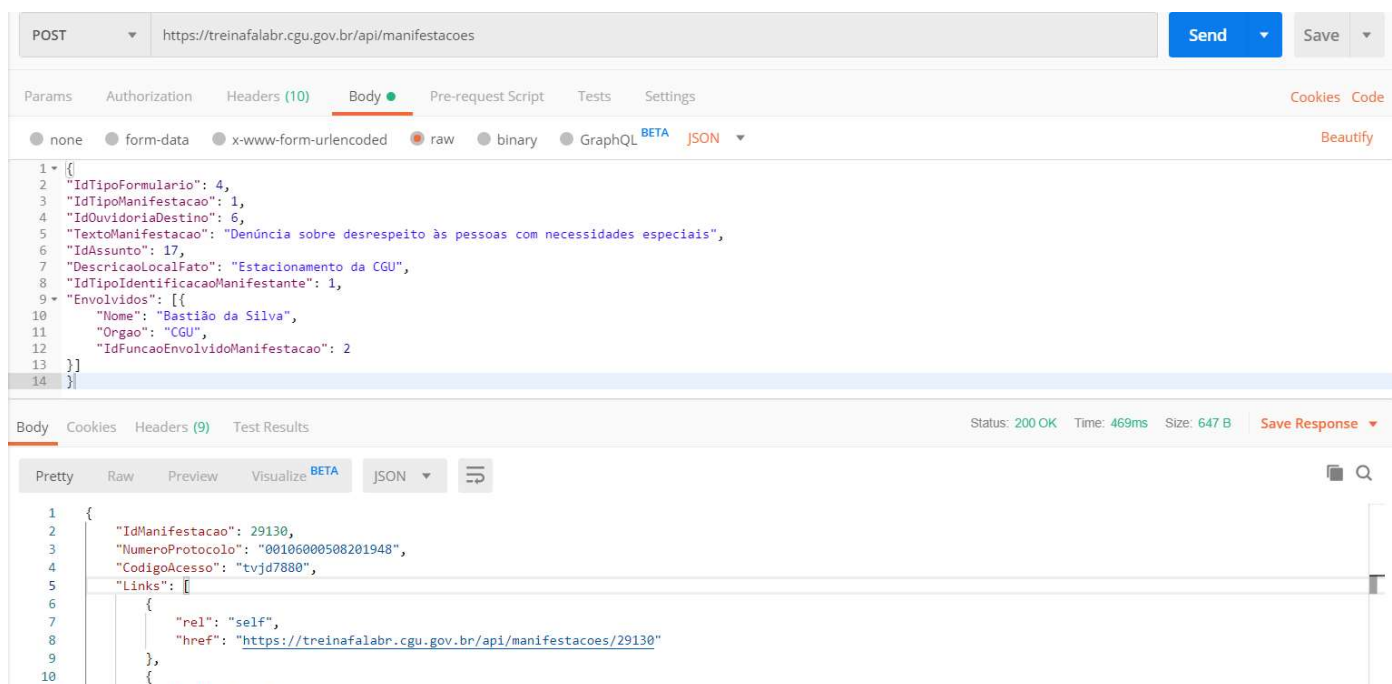 POST https://treinafalabr.cgu.gov.br/api/manifestacoes Send Save
Params Authorization Headers (10) Body Pre-request Script Tests Settings Cookies Code
none form-data x-www-form-urlencoded raw binary GraphQL BETA JSON Beautify
1 {
2 "IdTipoFormulario": 4,
3 "IdTipoManifestacao": 1,
4 "IdOuvidoriaDestino": 6,
5 "TextoManifestacao": "Denúncia sobre desrespeito às pessoas com necessidades especiais",
6 "IdAssunto": 17,
7 "DescricaoLocalFato": "Estacionamento da CGU",
8 "IdTipoIdentificacaoManifestante": 1,
9 "Envolvidos": [{
10 "Nome": "Bastião da Silva",
11 "Orgao": "CGU",
12 "IdFuncaoEnvolvidoManifestacao": 2
13 }]
14 }
Body Cookies Headers (9) Test Results Status: 200 OK Time: 469ms Size: 647 B Save Response
Pretty Raw Preview Visualize BETA JSON
1 {
2 "IdManifestacao": 29130,
3 "NumeroProtocolo": "00106000508201948",
4 "CodigoAcesso": "tvjd7880",
5 "Links": [
6 {
7 "rel": "self",
8 "href": "https://treinafalabr.cgu.gov.br/api/manifestacoes/29130"
9 },
10 {